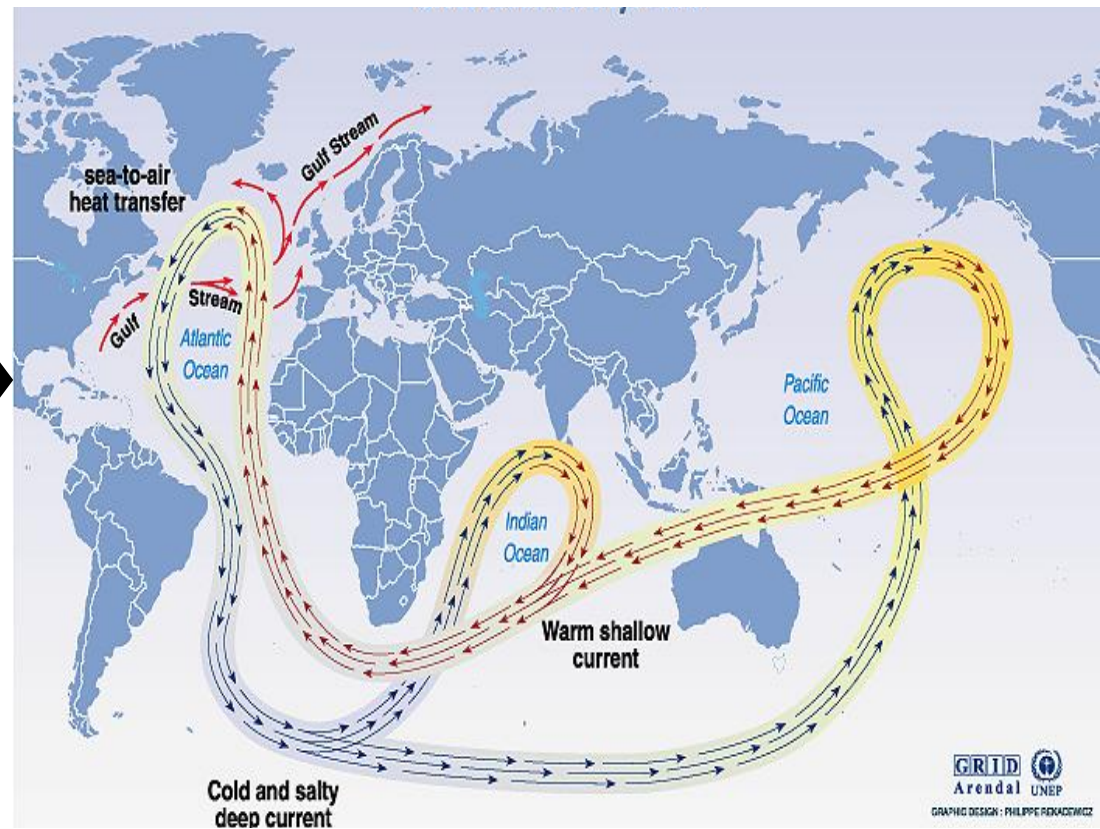 sea-to-air
heat transfer
Gulf Stream
Gulf
Stream
Atlantic
Ocean
Pacific
Ocean
Indian
Ocean
Warm shallow
current
Cold and salty
deep current
GRID
Arendal
UNEP
GRAPHIC DESIGN : PHILIPPE REKACEWICZ